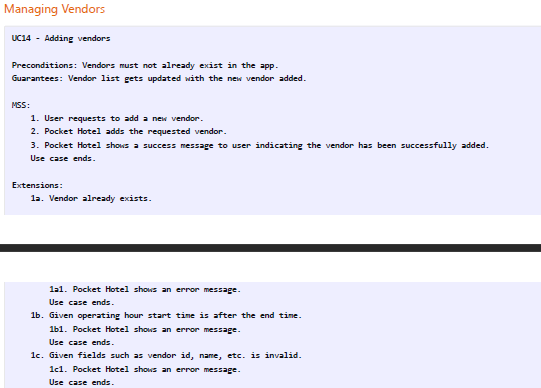 Managing Vendors
UC14 - Adding vendors
Preconditions: Vendors must not already exist in the app.
Guarantees: Vendor list gets updated with the new vendor added.
MSS:
1. User requests to add a new vendor.
2. Pocket Hotel adds the requested vendor.
3. Pocket Hotel shows a success message to user indicating the vendor has been successfully added.
Use case ends.
Extensions:
1a. Vendor already exists.
1a1. Pocket Hotel shows an error message.
Use case ends.
1b. Given operating hour start time is after the end time.
1b1. Pocket Hotel shows an error message.
Use case ends.
1c. Given fields such as vendor id, name, etc. is invalid.
1c1. Pocket Hotel shows an error message.
Use case ends.